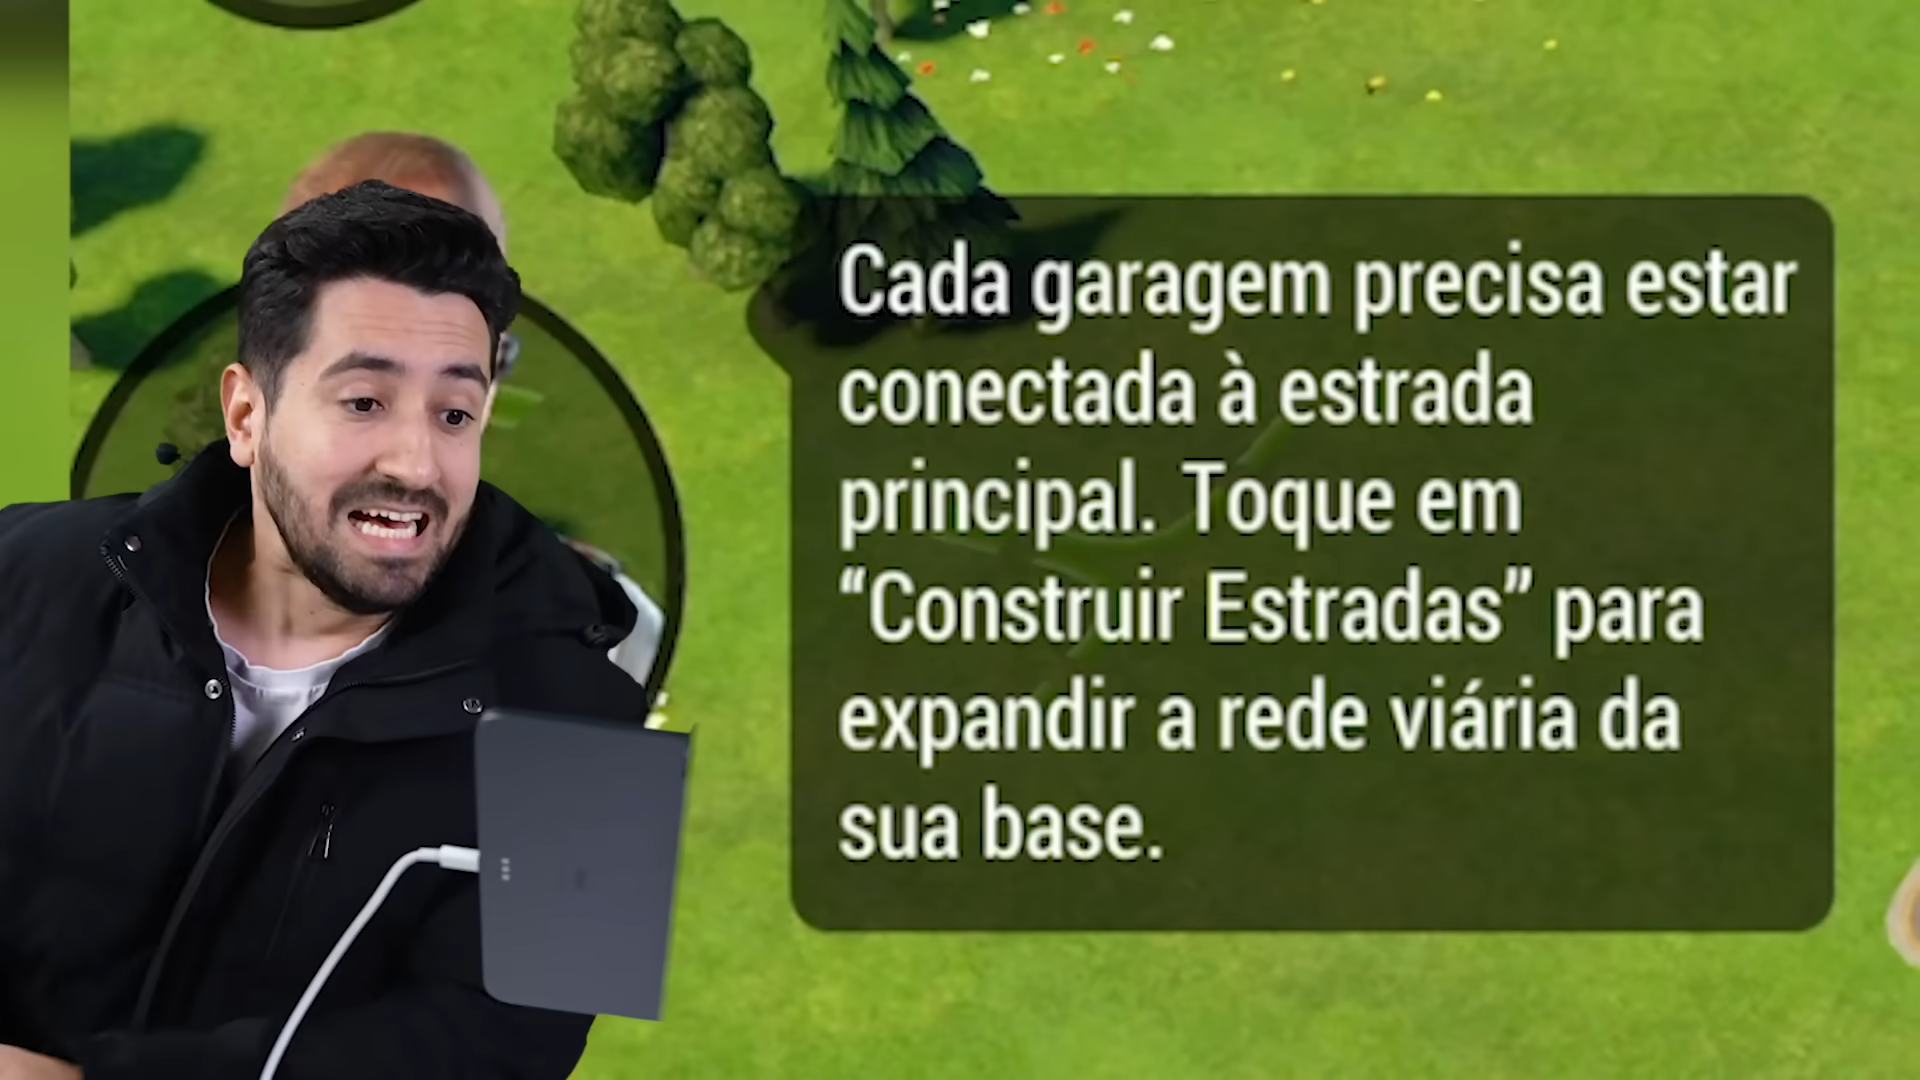 Cada garagem precisa estar
conectada à estrada
principal. Toque em
“Construir Estradas” para
expandir a rede viária da
sua base.